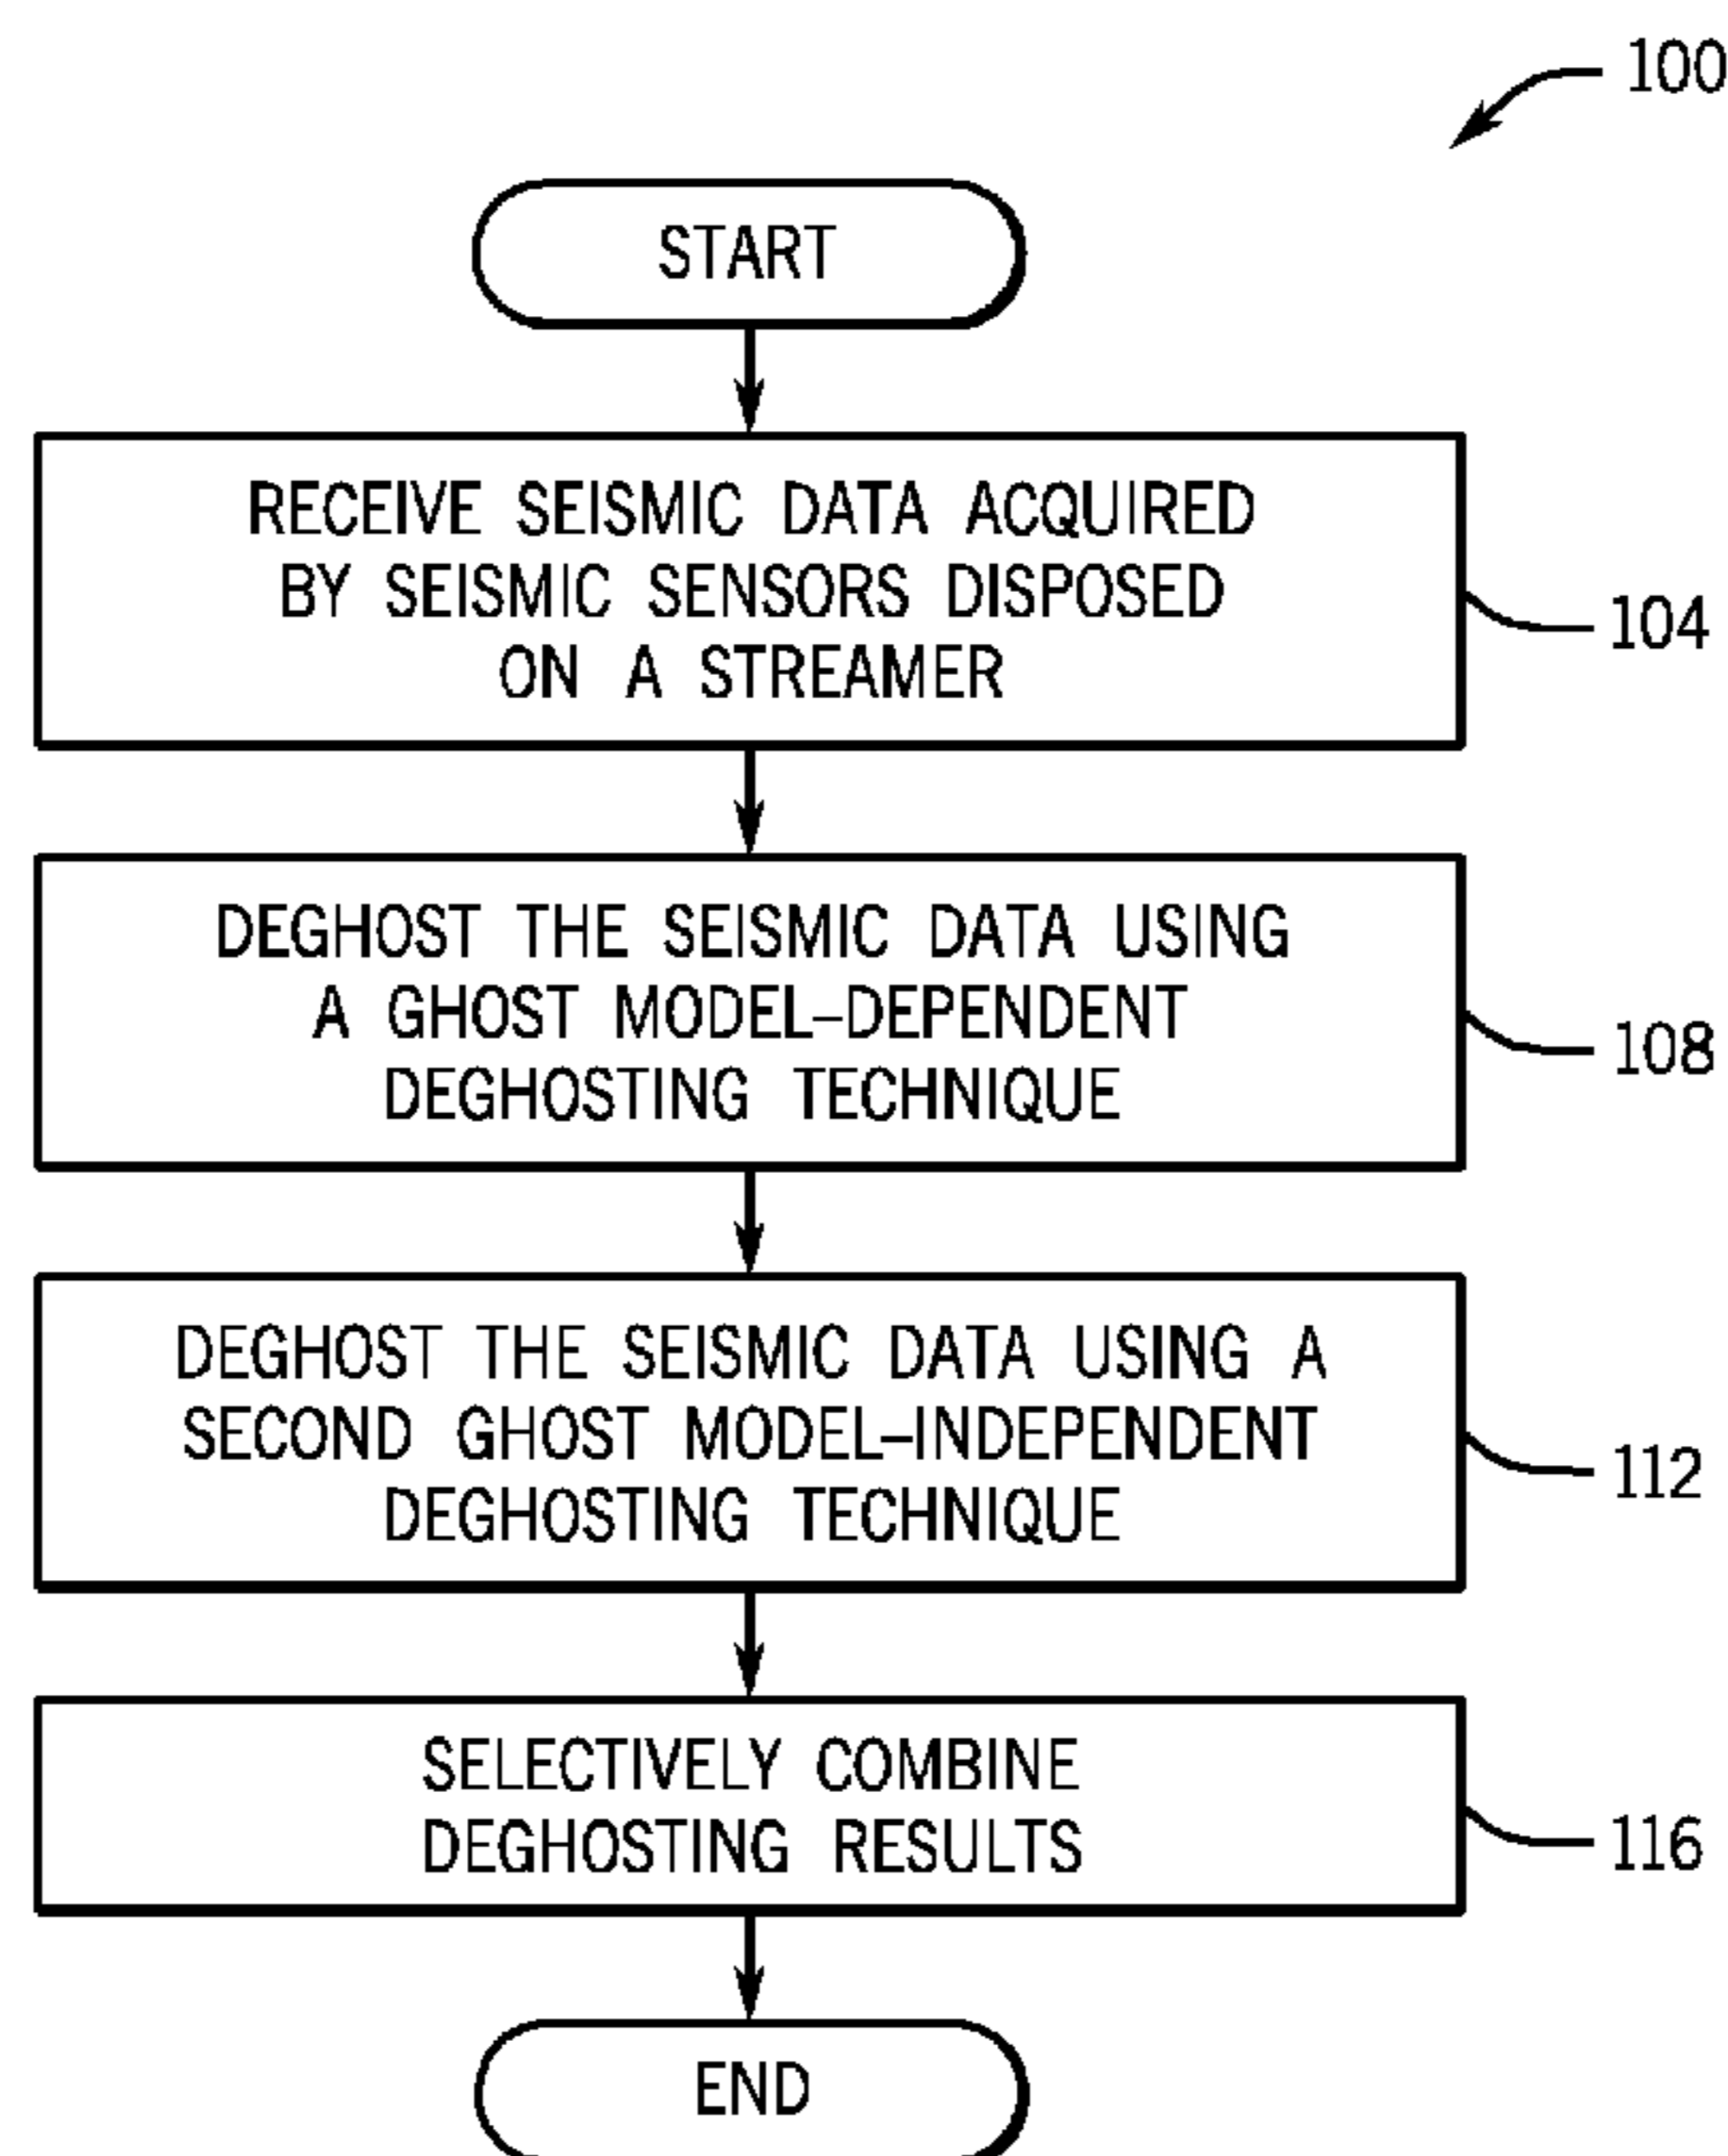 100
START
RECEIVE SEISMIC DATA ACQUIRED
BY SEISMIC SENSORS DISPOSED
ON A STREAMER
104
DEGHOST THE SEISMIC DATA USING
A GHOST MODEL–DEPENDENT
DEGHOSTING TECHNIQUE
108
DEGHOST THE SEISMIC DATA USING A
SECOND GHOST MODEL–INDEPENDENT
DEGHOSTING TECHNIQUE
112
SELECTIVELY COMBINE
DEGHOSTING RESULTS
116
END